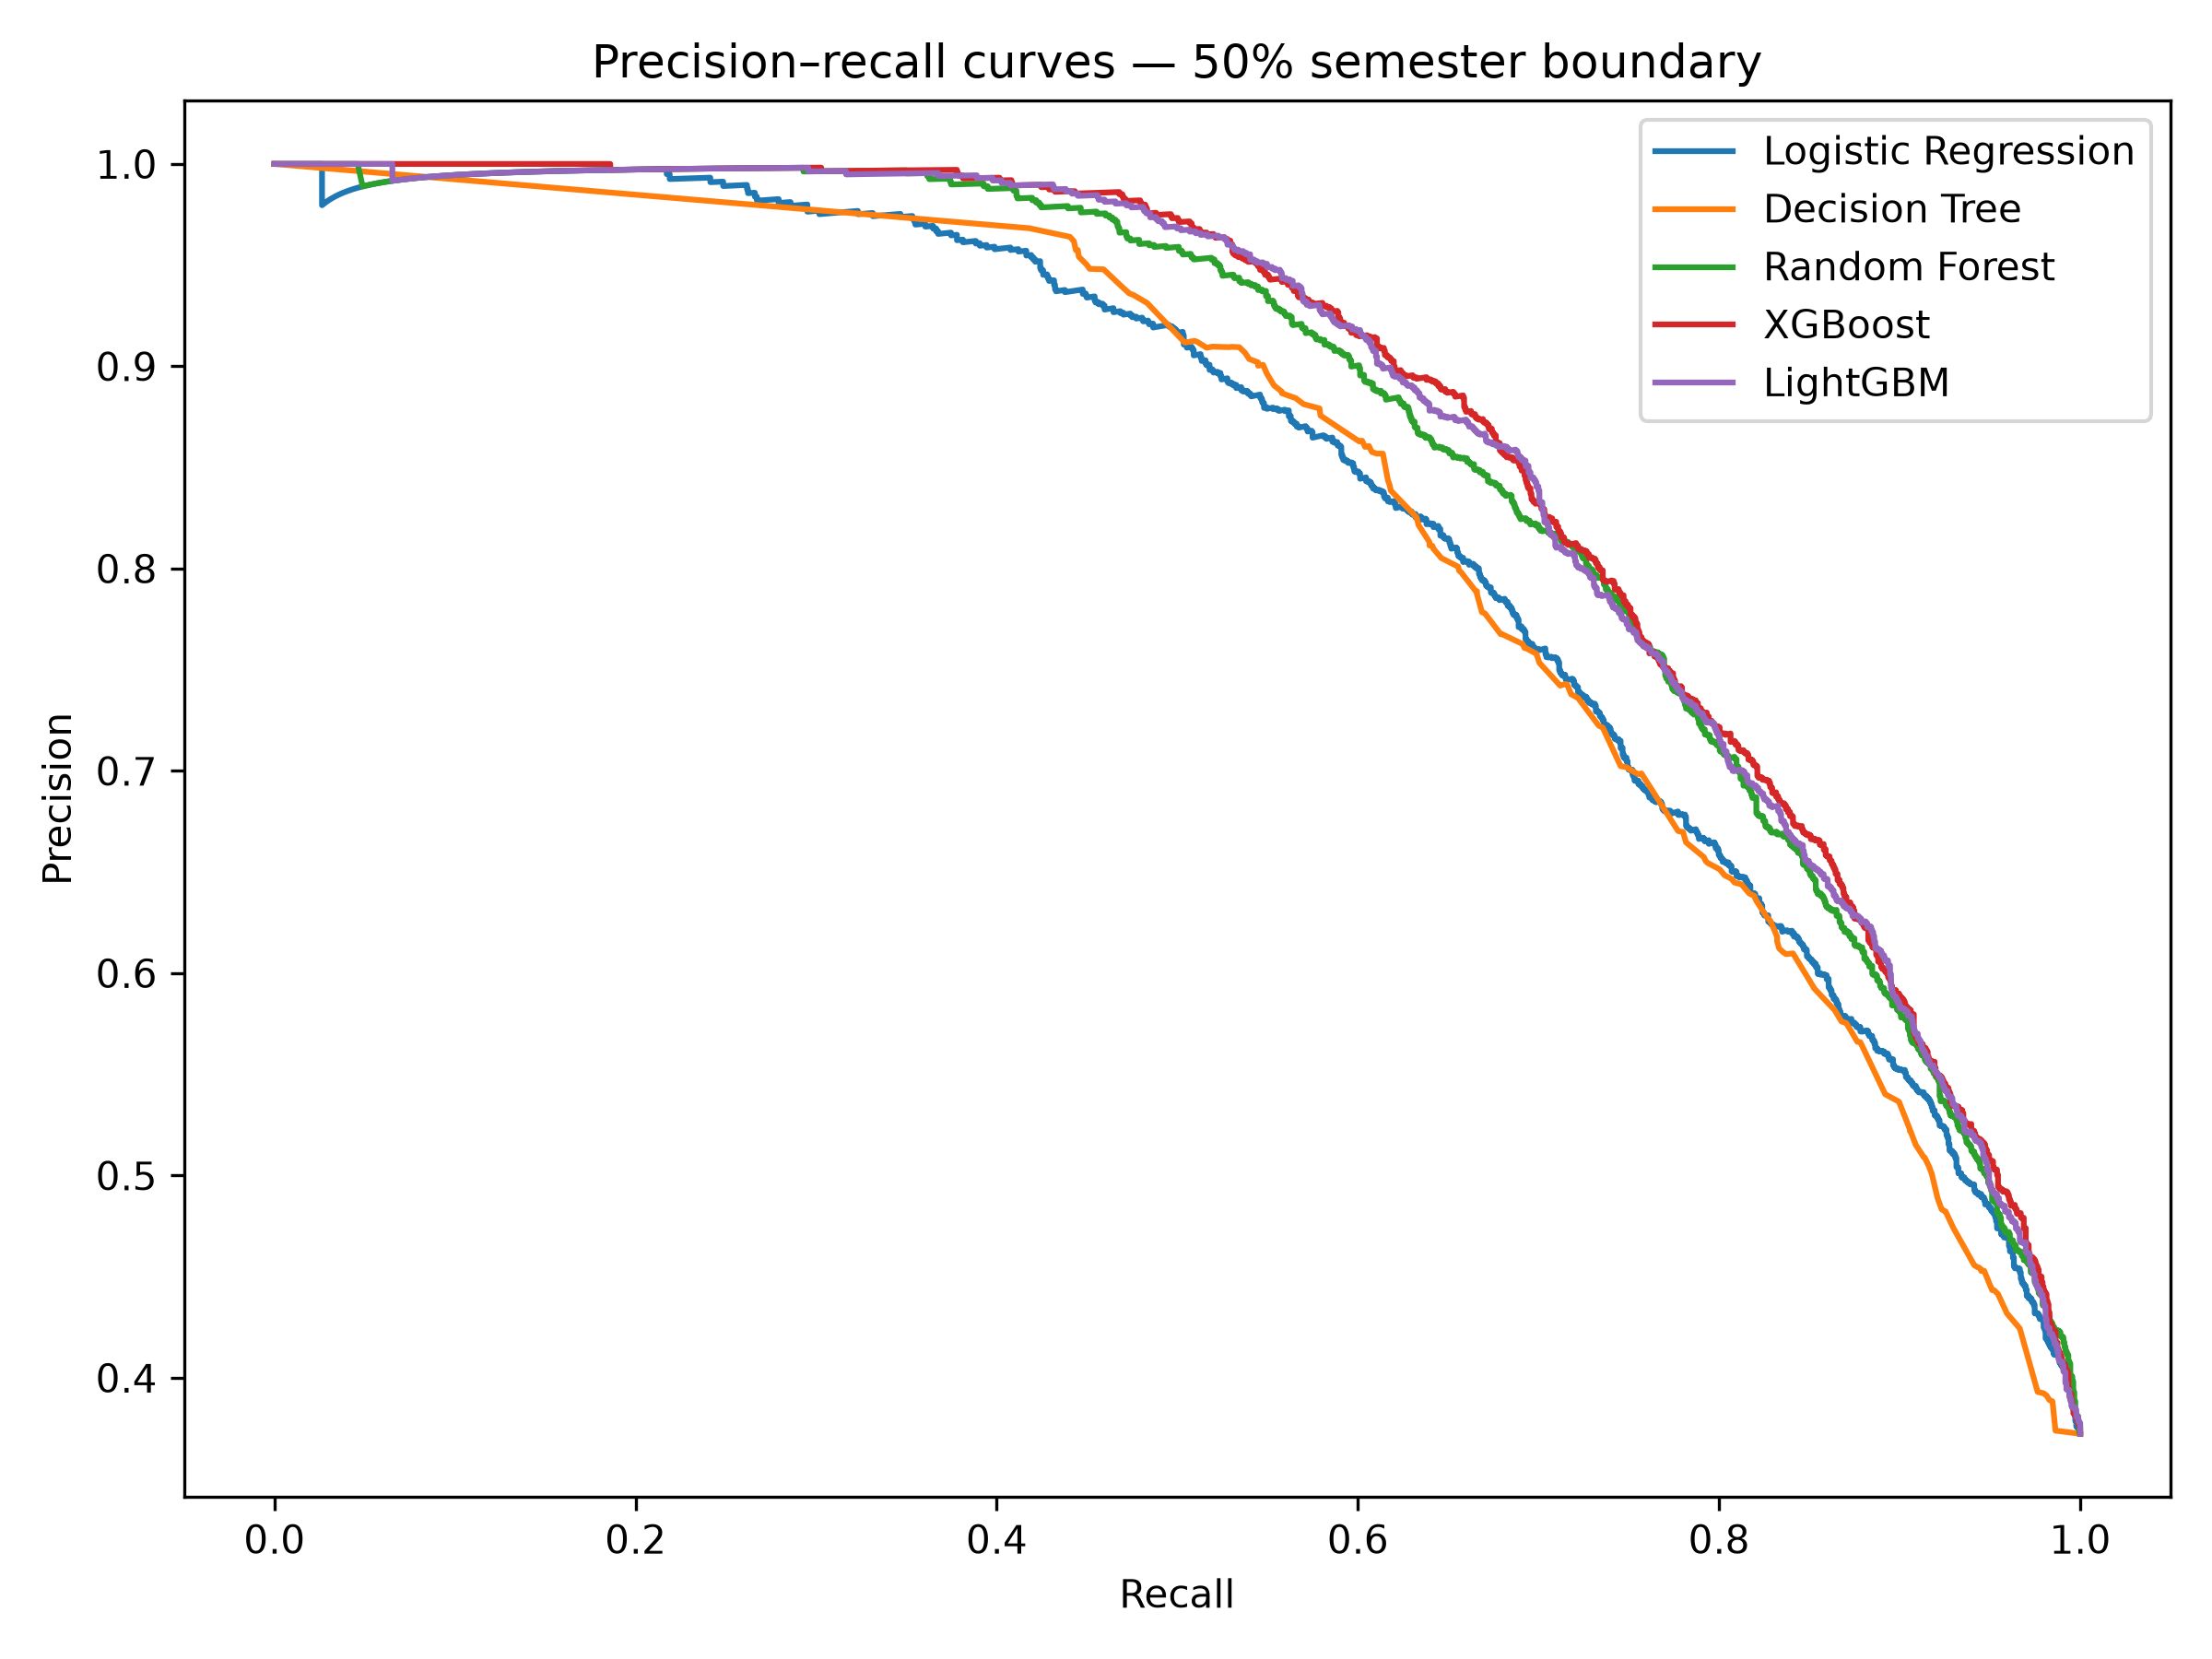 Precision–recall curves — 50% semester boundary
Logistic Regression
Decision Tree
Random Forest
XGBoost
LightGBM
Precision
1.0
0.9
0.8
0.7
0.6
0.5
0.4
0.0 0.2 0.4 0.6 0.8 1.0
Recall